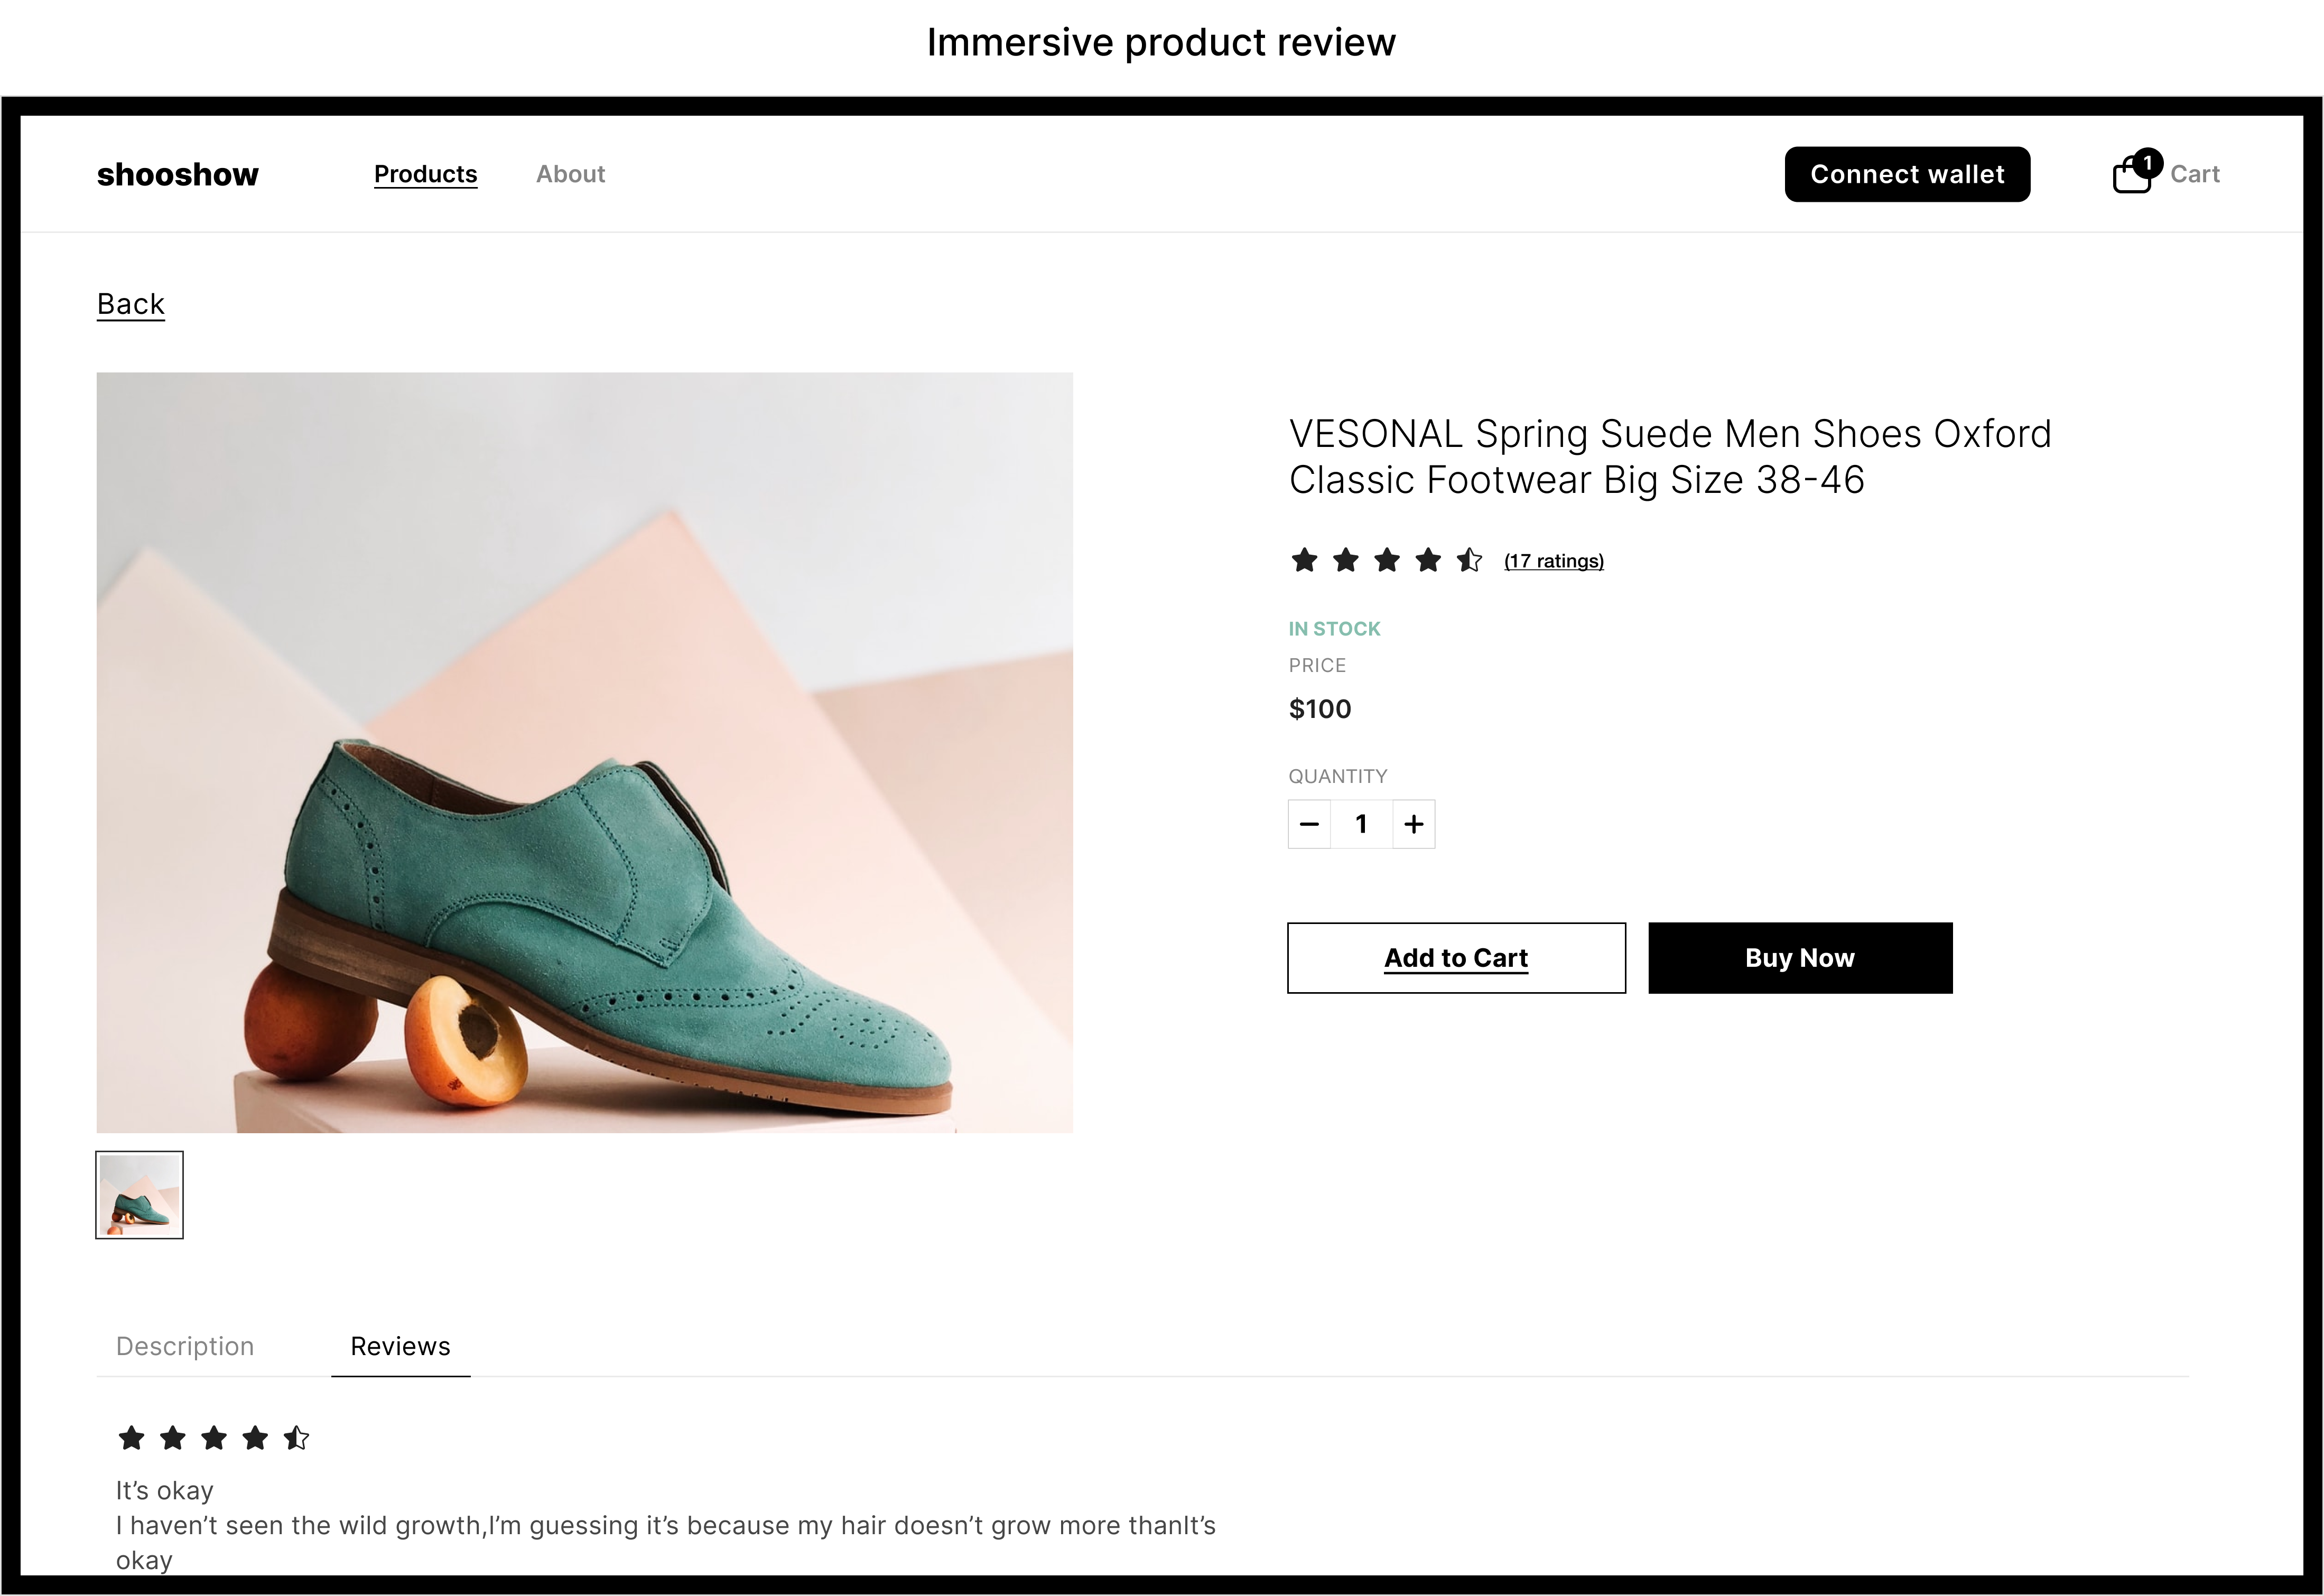 Immersive product review
shooshow
Products
About
Connect wallet
1
Cart
Back
VESONAL Spring Suede Men Shoes Oxford
Classic Footwear Big Size 38-46
(17 ratings)
IN STOCK
PRICE
$100
QUANTITY
− 1 +
Add to Cart
Buy Now
Description
Reviews
It’s okay
I haven’t seen the wild growth,I’m guessing it’s because my hair doesn’t grow more thanIt’s
okay